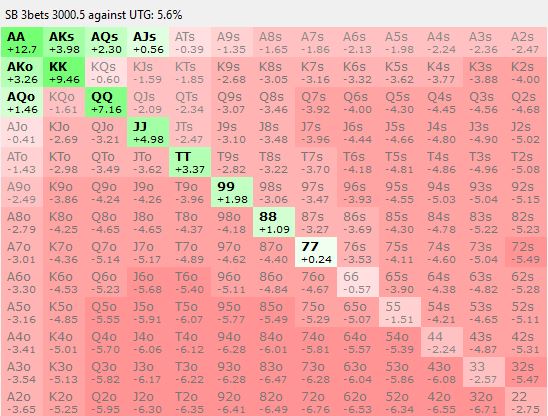 SB 3bets 3000.5 against UTG: 5.6%
AA AKs AQs AJs ATs A9s A8s A7s A6s A5s A4s A3s A2s
+12.7 +3.98 +2.30 +0.56 -0.39 -1.35 -1.65 -1.86 -2.13 -1.98 -2.24 -2.36 -2.47
AKo KK KQs KJs KTs K9s K8s K7s K6s K5s K4s K3s K2s
+3.26 +9.46 -0.60 -1.59 -1.85 -2.68 -3.05 -3.16 -3.32 -3.62 -3.77 -3.88 -4.00
AQo KQo QQ QJs QTs Q9s Q8s Q7s Q6s Q5s Q4s Q3s Q2s
+1.46 -1.61 +7.16 -2.09 -2.34 -3.07 -3.46 -3.92 -4.00 -4.30 -4.45 -4.56 -4.68
AJo KJo QJo JJ JTs J9s J8s J7s J6s J5s J4s J3s J2s
-0.41 -2.69 -3.21 +4.98 -2.47 -3.10 -3.48 -3.96 -4.44 -4.66 -4.80 -4.90 -5.02
ATo KTo QTo JTo TT T9s T8s T7s T6s T5s T4s T3s T2s
-1.43 -2.98 -3.49 -3.62 +3.37 -2.82 -3.22 -3.70 -4.18 -4.81 -4.86 -4.96 -5.08
A9o K9o Q9o J9o T9o 99 98s 97s 96s 95s 94s 93s 92s
-2.49 -3.86 -4.24 -4.26 -3.96 +1.98 -3.06 -3.47 -3.93 -4.55 -5.03 -5.04 -5.15
A8o K8o Q8o J8o T8o 98o 88 87s 86s 85s 84s 83s 82s
-2.79 -4.25 -4.65 -4.65 -4.37 -4.18 +1.09 -3.27 -3.69 -4.30 -4.78 -5.22 -5.23
A7o K7o Q7o J7o T7o 97o 87o 77 76s 75s 74s 73s 72s
-3.01 -4.36 -5.14 -5.17 -4.89 -4.62 -4.40 +0.24 -3.53 -4.11 -4.60 -5.04 -5.49
A6o K6o Q6o J6o T6o 96o 86o 76o 66 65s 64s 63s 62s
-3.30 -4.53 -5.23 -5.68 -5.40 -5.11 -4.84 -4.67 -0.57 -3.90 -4.38 -4.82 -5.28
A5o K5o Q5o J5o T5o 95o 85o 75o 65o 55 54s 53s 52s
-3.16 -4.85 -5.55 -5.91 -6.07 -5.77 -5.49 -5.29 -5.07 -1.51 -4.21 -4.65 -5.11
A4o K4o Q4o J4o T4o 94o 84o 74o 64o 54o 44 43s 42s
-3.41 -5.01 -5.70 -6.06 -6.12 -6.28 -6.01 -5.81 -5.57 -5.39 -2.24 -4.87 -5.31
A3o K3o Q3o J3o T3o 93o 83o 73o 63o 53o 43o 33 32s
-3.54 -5.13 -5.82 -6.17 -6.22 -6.28 -6.47 -6.28 -6.04 -5.86 -6.08 -2.57 -5.47
A2o K2o Q2o J2o T2o 92o 82o 72o 62o 52o 42o 32o 22
-3.65 -5.25 -5.95 -6.30 -6.35 -6.41 -6.49 -6.76 -6.53 -6.34 -6.55 -6.71 2.75